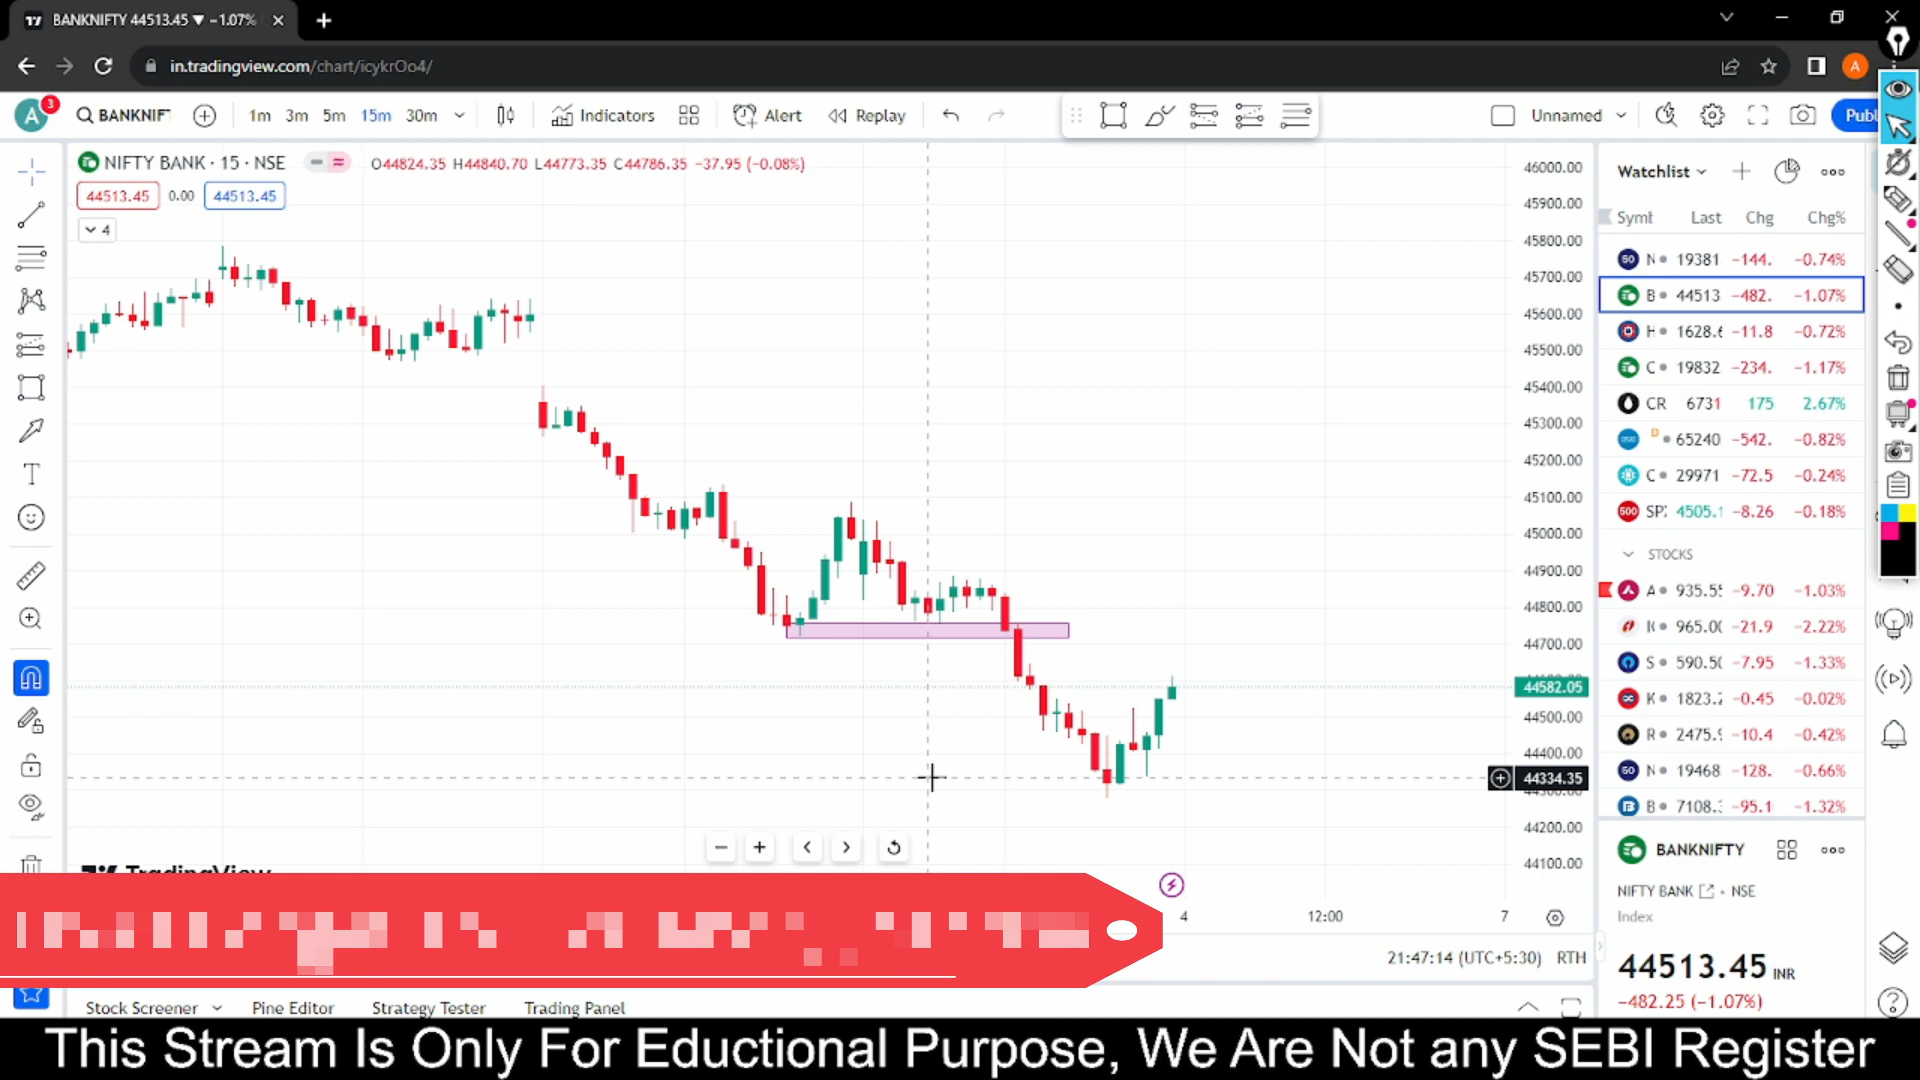 BANKNIFTY 44513.45 ▼ −1.07%
in.tradingview.com/chart/icykrOo4/
A 3 BANKNIF 1m 3m 5m 15m 30m Indicators Alert Replay Unnamed Publ
NIFTY BANK · 15 · NSE O44824.35 H44840.70 L44773.35 C44786.35 −37.95 (−0.08%)
44513.45 0.00 44513.45
4
46000.00
45900.00
45800.00
45700.00
45600.00
45500.00
45400.00
45300.00
45200.00
45100.00
45000.00
44900.00
44800.00
44700.00
44582.05
44500.00
44400.00
44334.35
44200.00
44100.00
4 12:00 7
21:47:14 (UTC+5:30) RTH
Stock Screener Pine Editor Strategy Tester Trading Panel
Watchlist
Last Chg Chg%
N 19381 −144. −0.74%
B 44513 −482. −1.07%
H 1628.6 −11.8 −0.72%
C 19832 −234. −1.17%
CR 6731 175 2.67%
D 65240 −542. −0.82%
C 29971 −72.5 −0.24%
500 SP 4505.1 −8.26 −0.18%
STOCKS
A 935.55 −9.70 −1.03%
965.00 −21.9 −2.22%
S 590.50 −7.95 −1.33%
K 1823.2 −0.45 −0.02%
R 2475.9 −10.4 −0.42%
50 N 19468 −128. −0.66%
B 7108.3 −95.1 −1.32%
BANKNIFTY
NIFTY BANK · NSE
Index
44513.45 INR
−482.25 (−1.07%)
This Stream Is Only For Eductional Purpose, We Are Not any SEBI Register